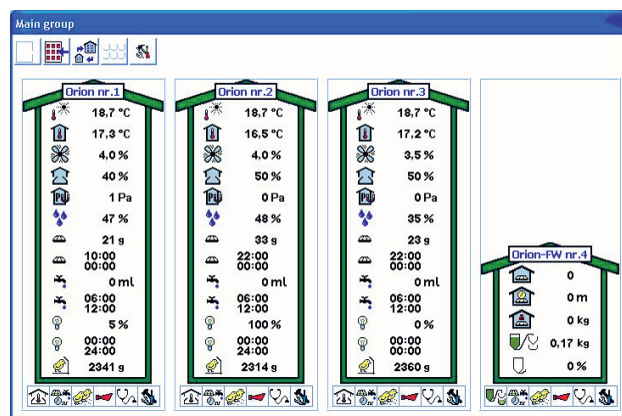 Main group
Orion nr.1
18,7 °C
17,3 °C
4,0 %
40 %
1 Pa
47 %
21 g
10:00
00:00
0 ml
06:00
12:00
5 %
00:00
24:00
2341 g
Orion nr.2
18,7 °C
16,5 °C
4,0 %
50 %
0 Pa
48 %
33 g
22:00
00:00
0 ml
06:00
12:00
100 %
00:00
24:00
2314 g
Orion nr.3
18,7 °C
17,2 °C
3,5 %
50 %
0 Pa
35 %
23 g
22:00
00:00
0 ml
06:00
12:00
0 %
00:00
00:00
2360 g
Orion-FW nr.4
0
0 m
0 kg
0,17 kg
0 %